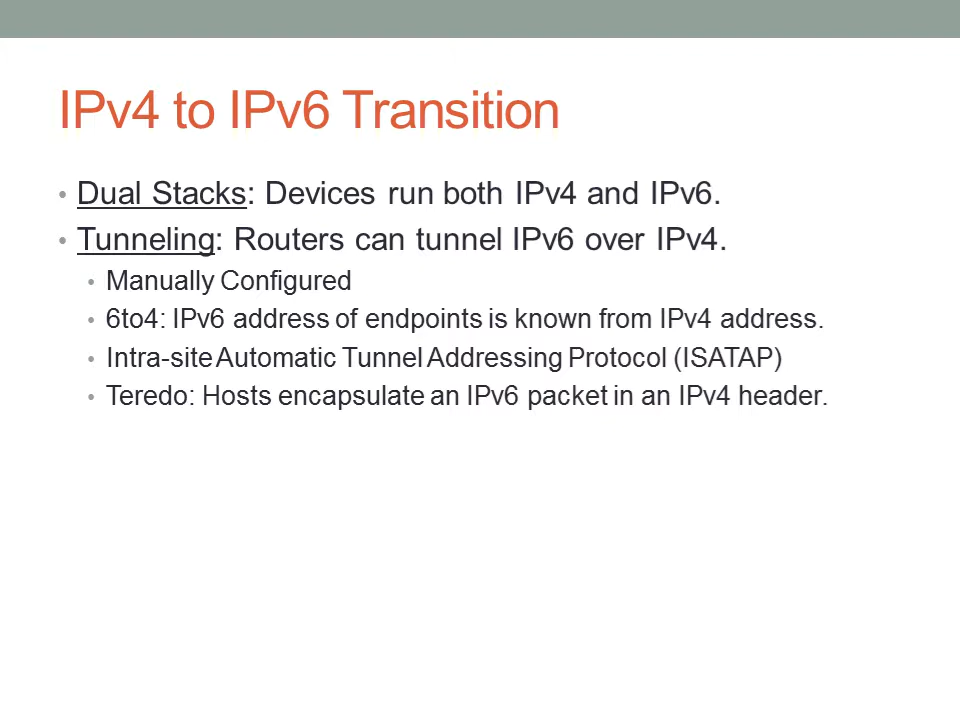 IPv4 to IPv6 Transition
• Dual Stacks: Devices run both IPv4 and IPv6.
• Tunneling: Routers can tunnel IPv6 over IPv4.
• Manually Configured
• 6to4: IPv6 address of endpoints is known from IPv4 address.
• Intra-site Automatic Tunnel Addressing Protocol (ISATAP)
• Teredo: Hosts encapsulate an IPv6 packet in an IPv4 header.